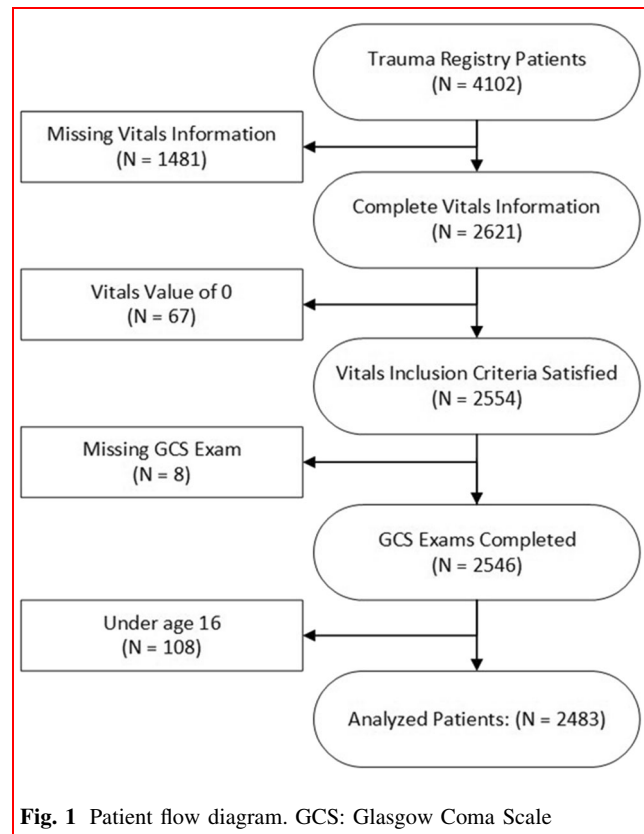 Trauma Registry Patients
(N = 4102)
Missing Vitals Information
(N = 1481)
Complete Vitals Information
(N = 2621)
Vitals Value of 0
(N = 67)
Vitals Inclusion Criteria Satisfied
(N = 2554)
Missing GCS Exam
(N = 8)
GCS Exams Completed
(N = 2546)
Under age 16
(N = 108)
Analyzed Patients: (N = 2483)
Fig. 1 Patient flow diagram. GCS: Glasgow Coma Scale